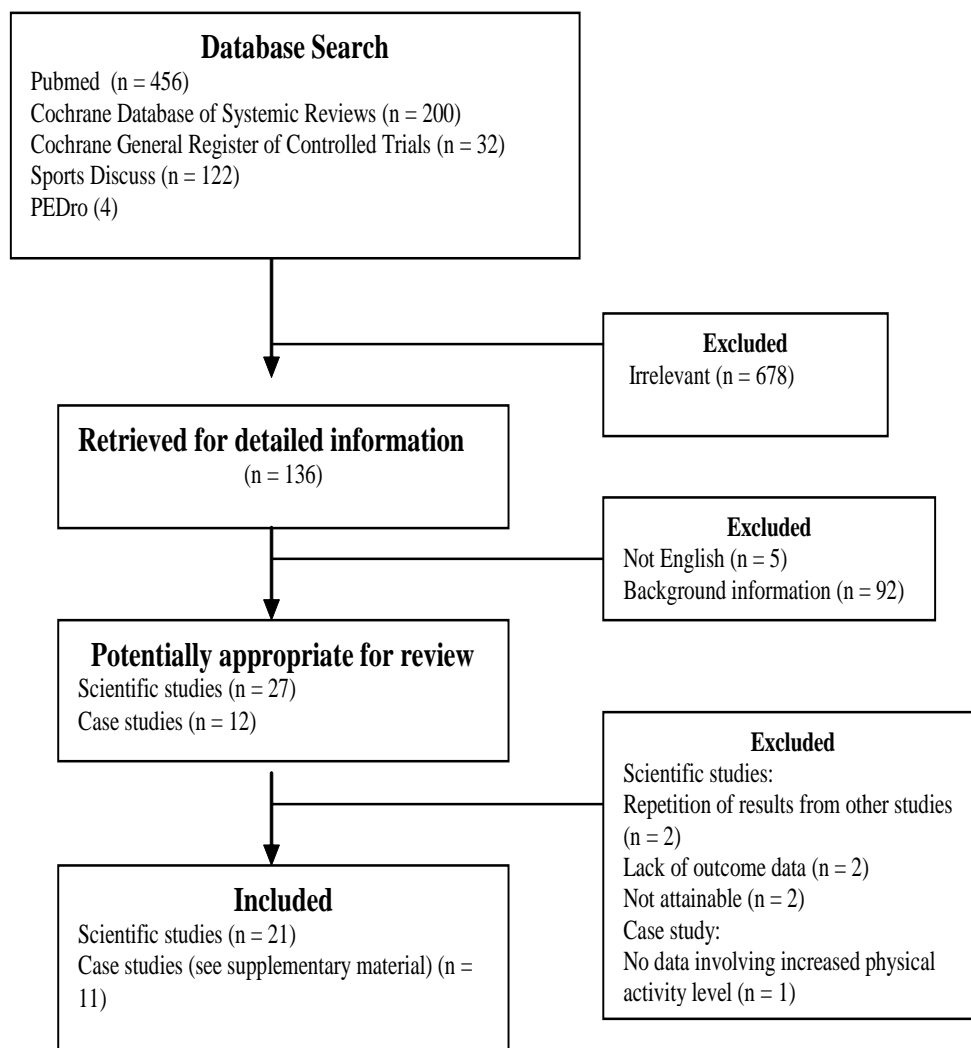 Database Search
Pubmed (n = 456)
Cochrane Database of Systemic Reviews (n = 200)
Cochrane General Register of Controlled Trials (n = 32)
Sports Discuss (n = 122)
PEDro (4)
Excluded
Irrelevant (n = 678)
Retrieved for detailed information
(n = 136)
Excluded
Not English (n = 5)
Background information (n = 92)
Potentially appropriate for review
Scientific studies (n = 27)
Case studies (n = 12)
Excluded
Scientific studies:
Repetition of results from other studies
(n = 2)
Lack of outcome data (n = 2)
Not attainable (n = 2)
Case study:
No data involving increased physical
activity level (n = 1)
Included
Scientific studies (n = 21)
Case studies (see supplementary material) (n =
11)